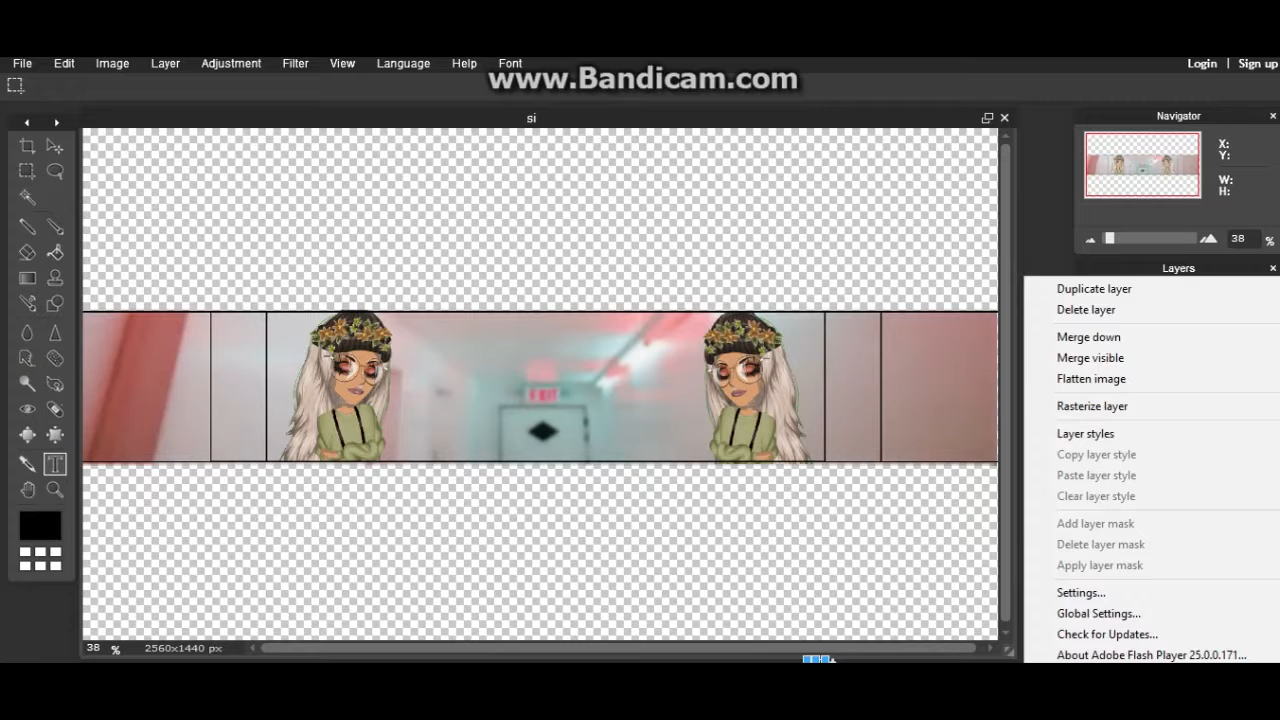 File Edit Image Layer Adjustment Filter View Language Help Font Login | Sign up
www.Bandicam.com
si
Navigator
X:
Y:
W:
H:
38 %
Layers
Duplicate layer
Delete layer
Merge down
Merge visible
Flatten image
Rasterize layer
Layer styles
Copy layer style
Paste layer style
Clear layer style
Add layer mask
Delete layer mask
Apply layer mask
Settings...
Global Settings...
Check for Updates...
About Adobe Flash Player 25.0.0.171...
EXIT
38 % 2560x1440 px